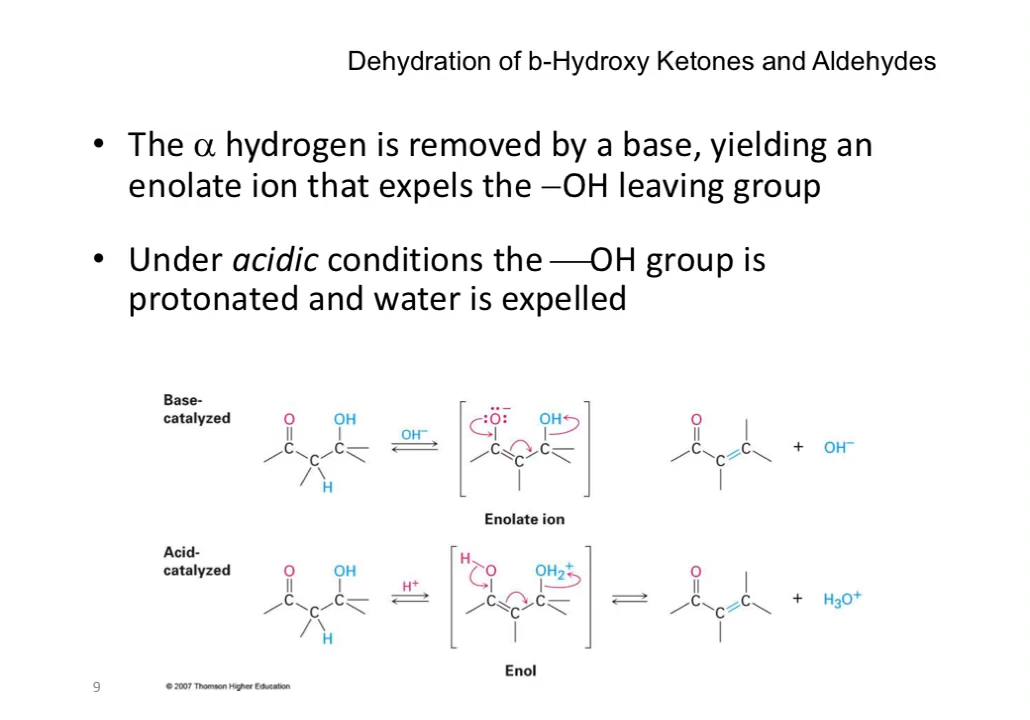 Dehydration of b-Hydroxy Ketones and Aldehydes
• The α hydrogen is removed by a base, yielding an
enolate ion that expels the −OH leaving group
• Under acidic conditions the —OH group is
protonated and water is expelled
Base-
catalyzed
O OH
C C C
H
OH⁻
:Ö:⁻ OH
C C C
O
C C C
+ OH⁻
Enolate ion
Acid-
catalyzed
O OH
C C C
H
H⁺
H O OH₂⁺
C C C
O
C C C
+ H₃O⁺
Enol
9
© 2007 Thomson Higher Education